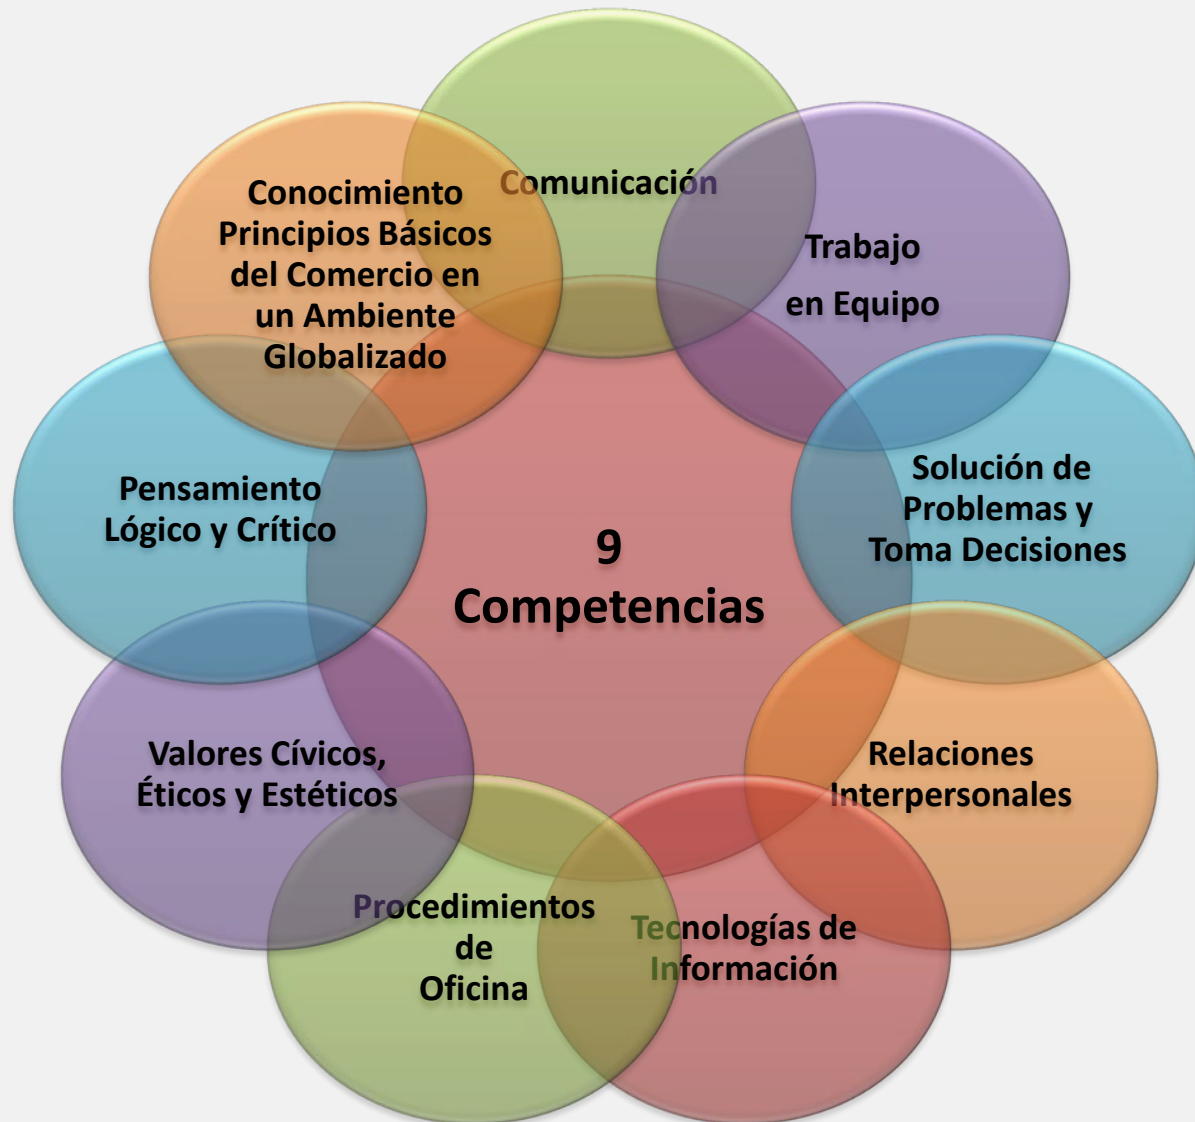 Comunicación
Trabajo
en Equipo
Solución de
Problemas y
Toma Decisiones
Relaciones
Interpersonales
Tecnologías de
Información
Procedimientos
de
Oficina
Valores Cívicos,
Éticos y Estéticos
Pensamiento
Lógico y Crítico
Conocimiento
Principios Básicos
del Comercio en
un Ambiente
Globalizado
9
Competencias